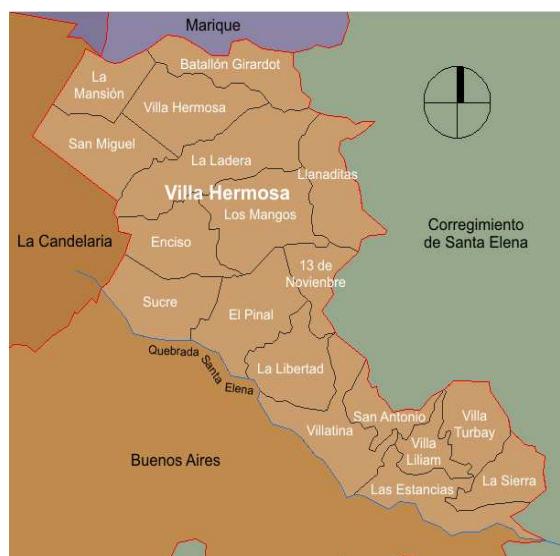 Marique
Batallón Girardot
La
Mansión
Villa Hermosa
San Miguel
La Ladera
Llanaditas
Villa Hermosa
Los Mangos
Corregimiento
de Santa Elena
La Candelaria
Enciso
13 de
Novienbre
Sucre
El Pinal
Quebrada Santa Elena
La Libertad
San Antonio
Villa
Turbay
Villatina
Villa
Liliam
Buenos Aires
Las Estancias
La Sierra